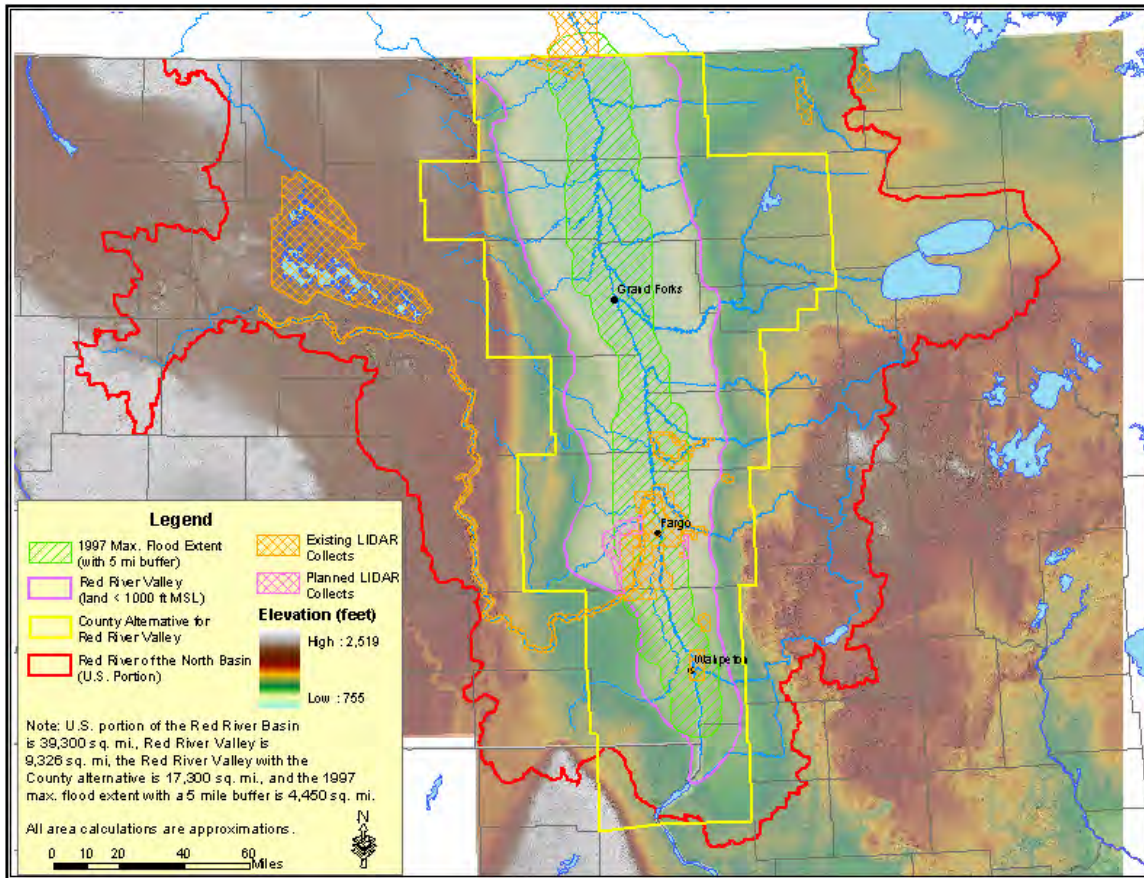 Grand Forks
Fargo
Wahpeton
Legend
1997 Max. Flood Extent
(with 5 mi buffer)
Red River Valley
(land < 1000 ft MSL)
County Alternative for
Red River Valley
Red River of the North Basin
(U.S. Portion)
Existing LIDAR
Collects
Planned LIDAR
Collects
Elevation (feet)
High : 2,519
Low : 755
Note: U.S. portion of the Red River Basin
is 39,300 sq. mi., Red River Valley is
9,326 sq. mi, the Red River Valley with the
County alternative is 17,300 sq. mi., and the 1997
max. flood extent with a 5 mile buffer is 4,450 sq. mi.
All area calculations are approximations.
N
0 10 20 40 60
Miles